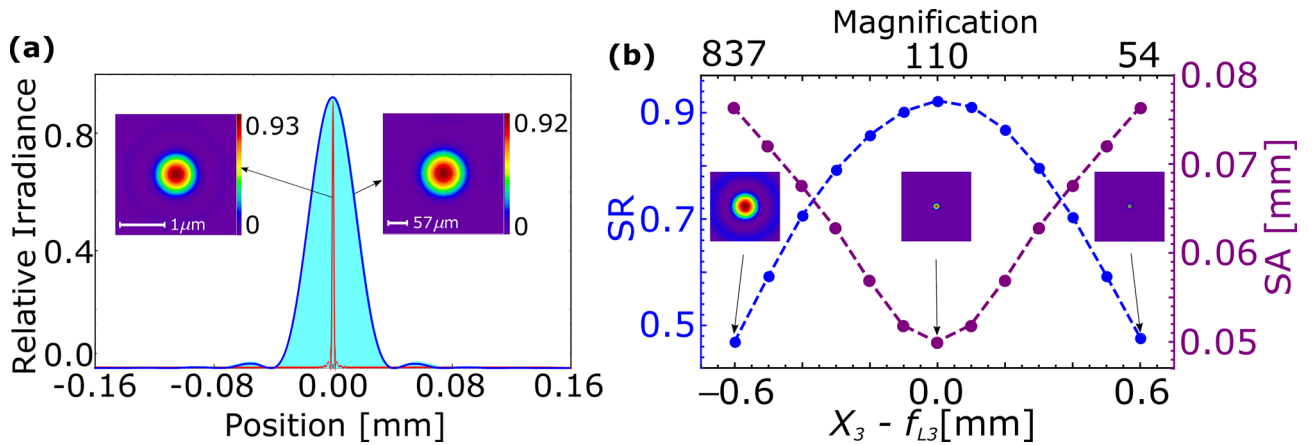 (a)
Relative Irradiance
0.8
0.4
0.0
0.93
0
1μm
0.92
0
57μm
-0.16
-0.08
0.00
0.08
0.16
Position [mm]
(b)
Magnification
837
110
54
SR
0.9
0.7
0.5
0.08
0.07
0.06
0.05
SA [mm]
−0.6
0.0
0.6
X3 - fL3[mm]